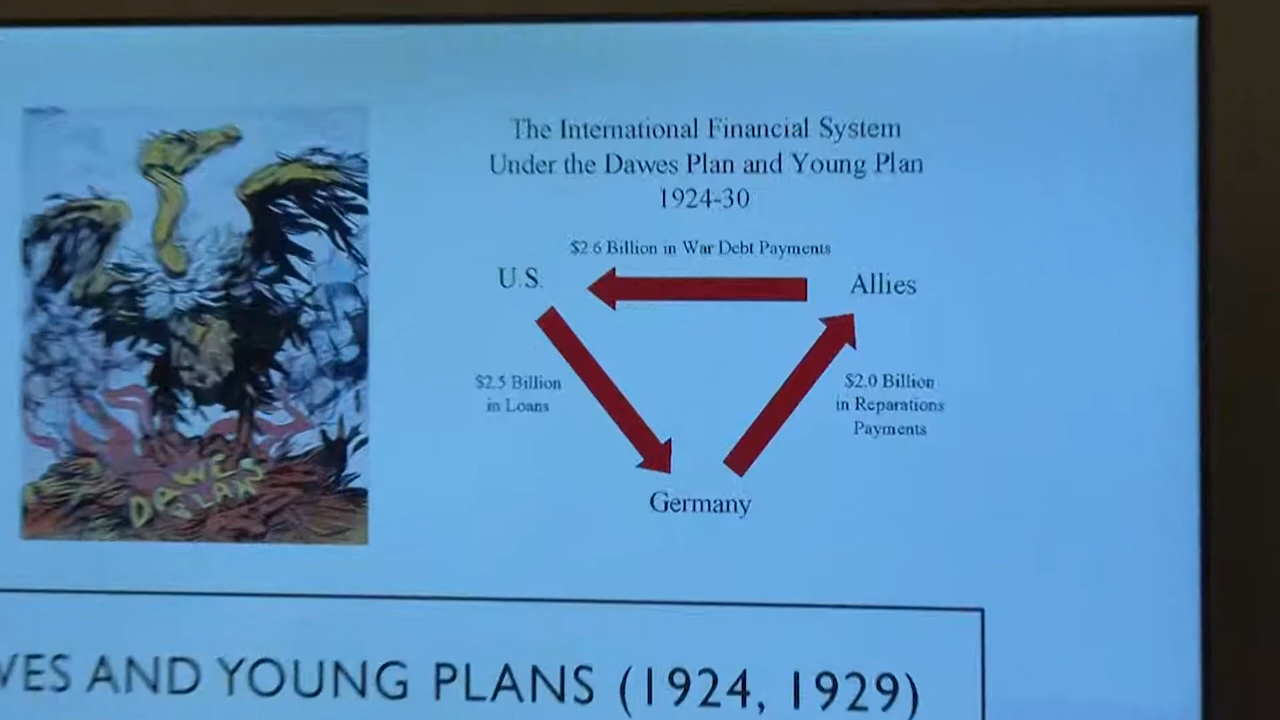 The International Financial System
Under the Dawes Plan and Young Plan
1924-30
$2.6 Billion in War Debt Payments
U.S.
Allies
$2.5 Billion
in Loans
$2.0 Billion
in Reparations
Payments
Germany
DAWES
PLAN
VES AND YOUNG PLANS (1924, 1929)